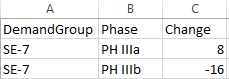 A B C
DemandGroup Phase Change
SE-7 PH IIIa 8
SE-7 PH IIIb -16